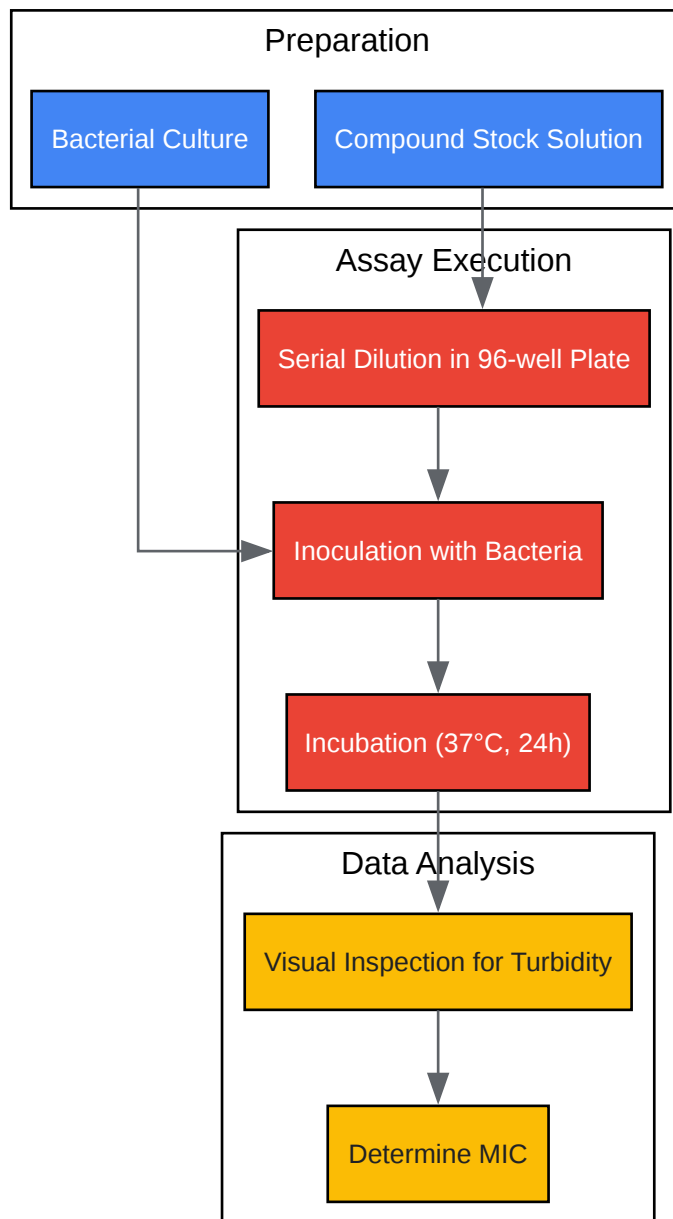 Preparation
Bacterial Culture
Compound Stock Solution
Assay Execution
Serial Dilution in 96-well Plate
Inoculation with Bacteria
Incubation (37°C, 24h)
Data Analysis
Visual Inspection for Turbidity
Determine MIC